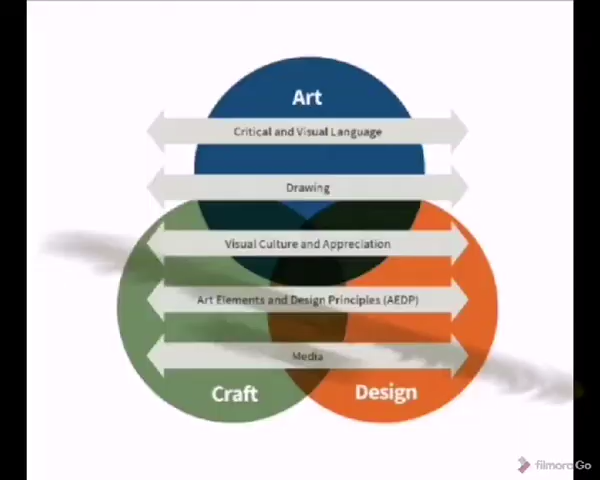 Art
Critical and Visual Language
Drawing
Visual Culture and Appreciation
Art Elements and Design Principles (AEDP)
Media
Craft
Design
filmoraGo